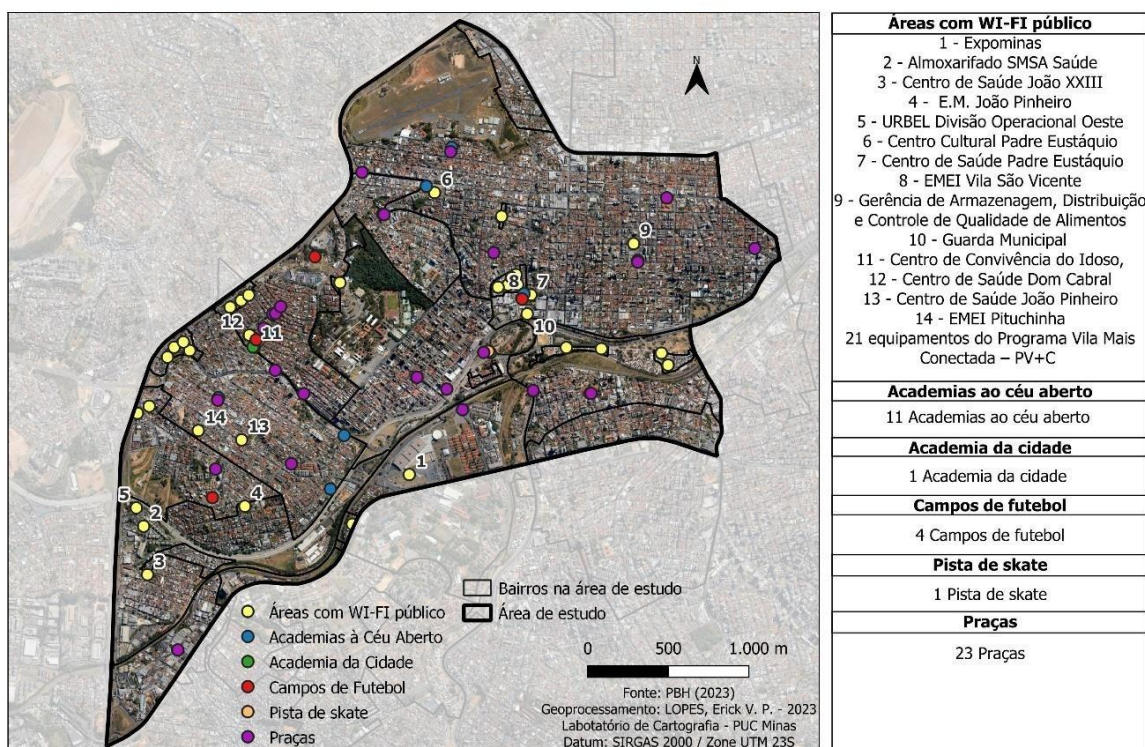 N
6
9
8
7
10
12
11
14
13
1
5
4
2
3
Bairros na área de estudo
Área de estudo
Áreas com WI-FI público
Academias à Céu Aberto
Academia da Cidade
Campos de Futebol
Pista de skate
Praças
0 500 1.000 m
Fonte: PBH (2023)
Geoprocessamento: LOPES, Erick V. P. - 2023
Labotatório de Cartografia - PUC Minas
Datum: SIRGAS 2000 / Zone UTM 23S
Áreas com WI-FI público
1 - Expominas
2 - Almoxarifado SMSA Saúde
3 - Centro de Saúde João XXIII
4 - E.M. João Pinheiro
5 - URBEL Divisão Operacional Oeste
6 - Centro Cultural Padre Eustáquio
7 - Centro de Saúde Padre Eustáquio
8 - EMEI Vila São Vicente
9 - Gerência de Armazenagem, Distribuição
e Controle de Qualidade de Alimentos
10 - Guarda Municipal
11 - Centro de Convivência do Idoso,
12 - Centro de Saúde Dom Cabral
13 - Centro de Saúde João Pinheiro
14 - EMEI Pituchinha
21 equipamentos do Programa Vila Mais
Conectada – PV+C
Academias ao céu aberto
11 Academias ao céu aberto
Academia da cidade
1 Academia da cidade
Campos de futebol
4 Campos de futebol
Pista de skate
1 Pista de skate
Praças
23 Praças